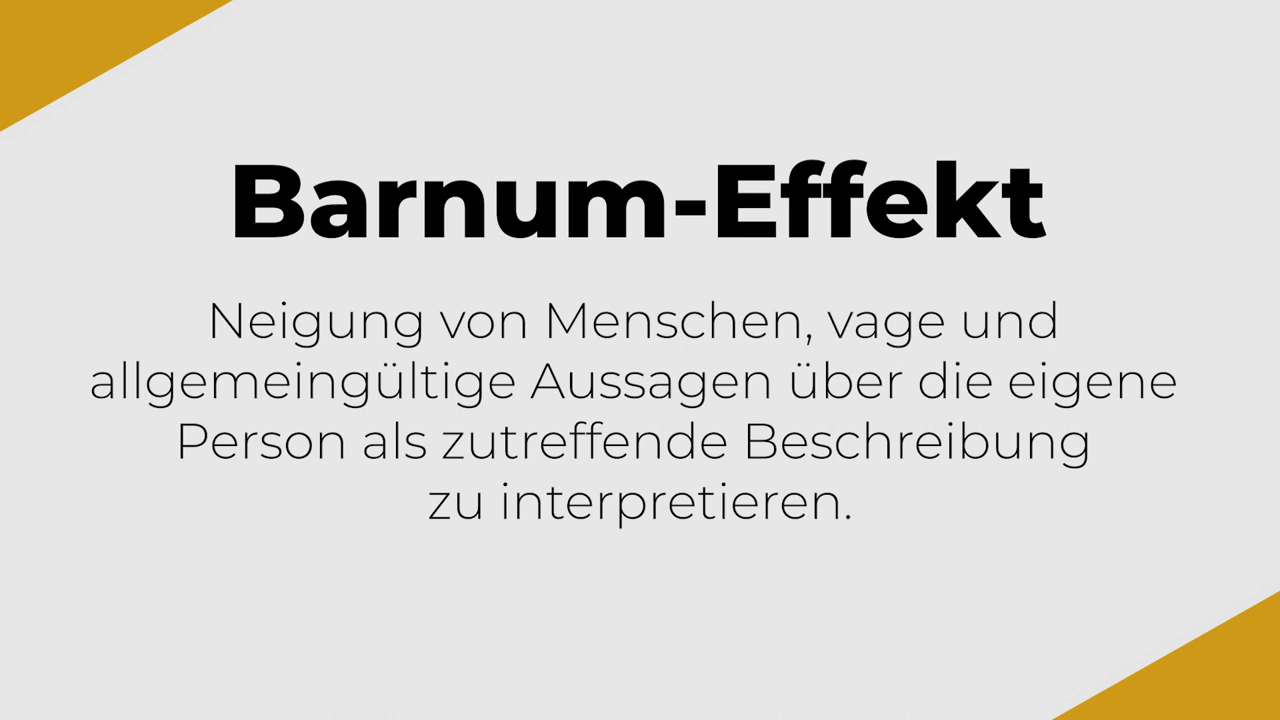 Barnum-Effekt
Neigung von Menschen, vage und
allgemeingültige Aussagen über die eigene
Person als zutreffende Beschreibung
zu interpretieren.